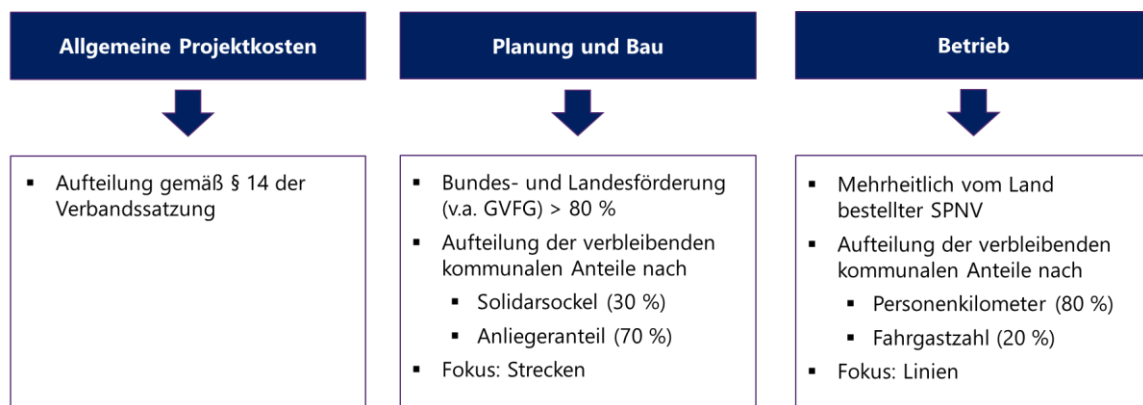 Allgemeine Projektkosten
▪ Aufteilung gemäß § 14 der
Verbandssatzung
Planung und Bau
▪ Bundes- und Landesförderung
(v.a. GVFG) > 80 %
▪ Aufteilung der verbleibenden
kommunalen Anteile nach
▪ Solidarsockel (30 %)
▪ Anliegeranteil (70 %)
▪ Fokus: Strecken
Betrieb
▪ Mehrheitlich vom Land
bestellter SPNV
▪ Aufteilung der verbleibenden
kommunalen Anteile nach
▪ Personenkilometer (80 %)
▪ Fahrgastzahl (20 %)
▪ Fokus: Linien